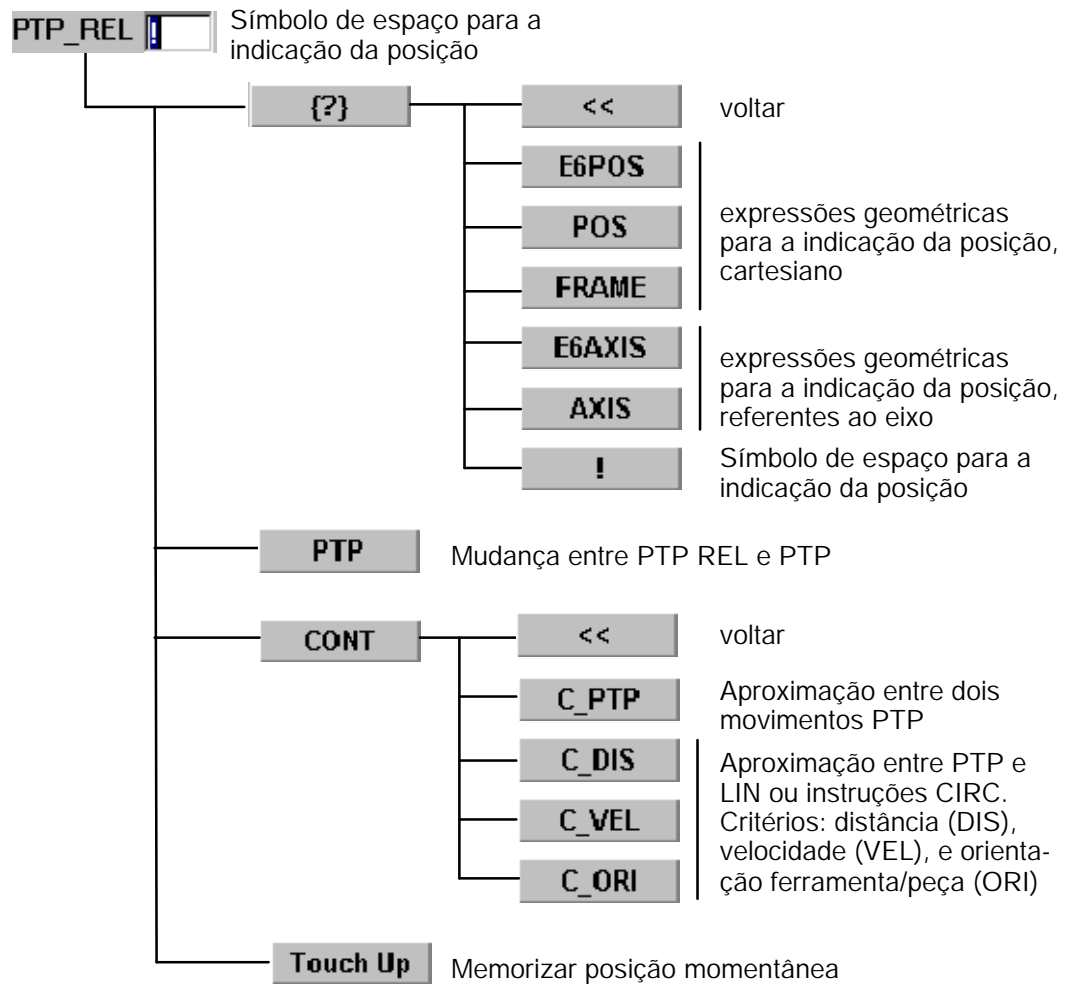 PTP_REL !
Símbolo de espaço para a
indicação da posição
{?}
<<
voltar
E6POS
POS
FRAME
expressões geométricas
para a indicação da posição,
cartesiano
E6AXIS
AXIS
expressões geométricas
para a indicação da posição,
referentes ao eixo
!
Símbolo de espaço para a
indicação da posição
PTP
Mudança entre PTP REL e PTP
CONT
<<
voltar
C_PTP
Aproximação entre dois
movimentos PTP
C_DIS
C_VEL
C_ORI
Aproximação entre PTP e
LIN ou instruções CIRC.
Critérios: distância (DIS),
velocidade (VEL), e orienta-
ção ferramenta/peça (ORI)
Touch Up
Memorizar posição momentânea